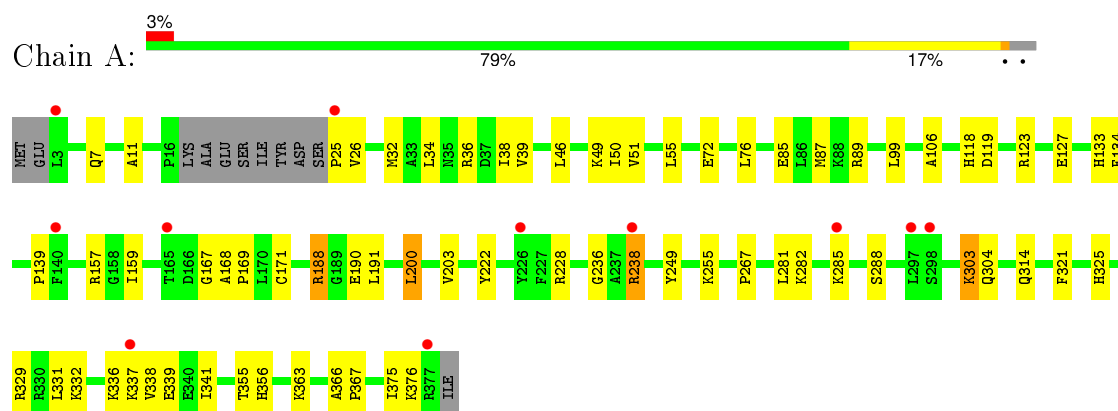 3%
Chain A:
79% 17% • •
MET GLU L3 Q7 A11 P16 LYS ALA GLU SER ILE TYR ASP SER P25 V26 M32 A33 L34 N35 R36 D37 I38 V39 L46 K49 I50 V51 L55 E72 L76 E85 L86 M87 K88 R89 L99 A106 H118 D119 R123 E127 H133
P139 F140 R157 G158 I159 T165 D166 G167 A168 P169 L170 C171 R188 G189 E190 L191 L200 V203 Y222 Y226 F227 R228 G236 A237 R238 Y249 K255 P267 L281 K282 K285 S288 L297 S298 K303 Q304 Q314 F321 H325
R329 R330 L331 K332 K336 K337 V338 E339 E340 I341 T355 H356 K363 A366 P367 I375 K376 R377 ILE